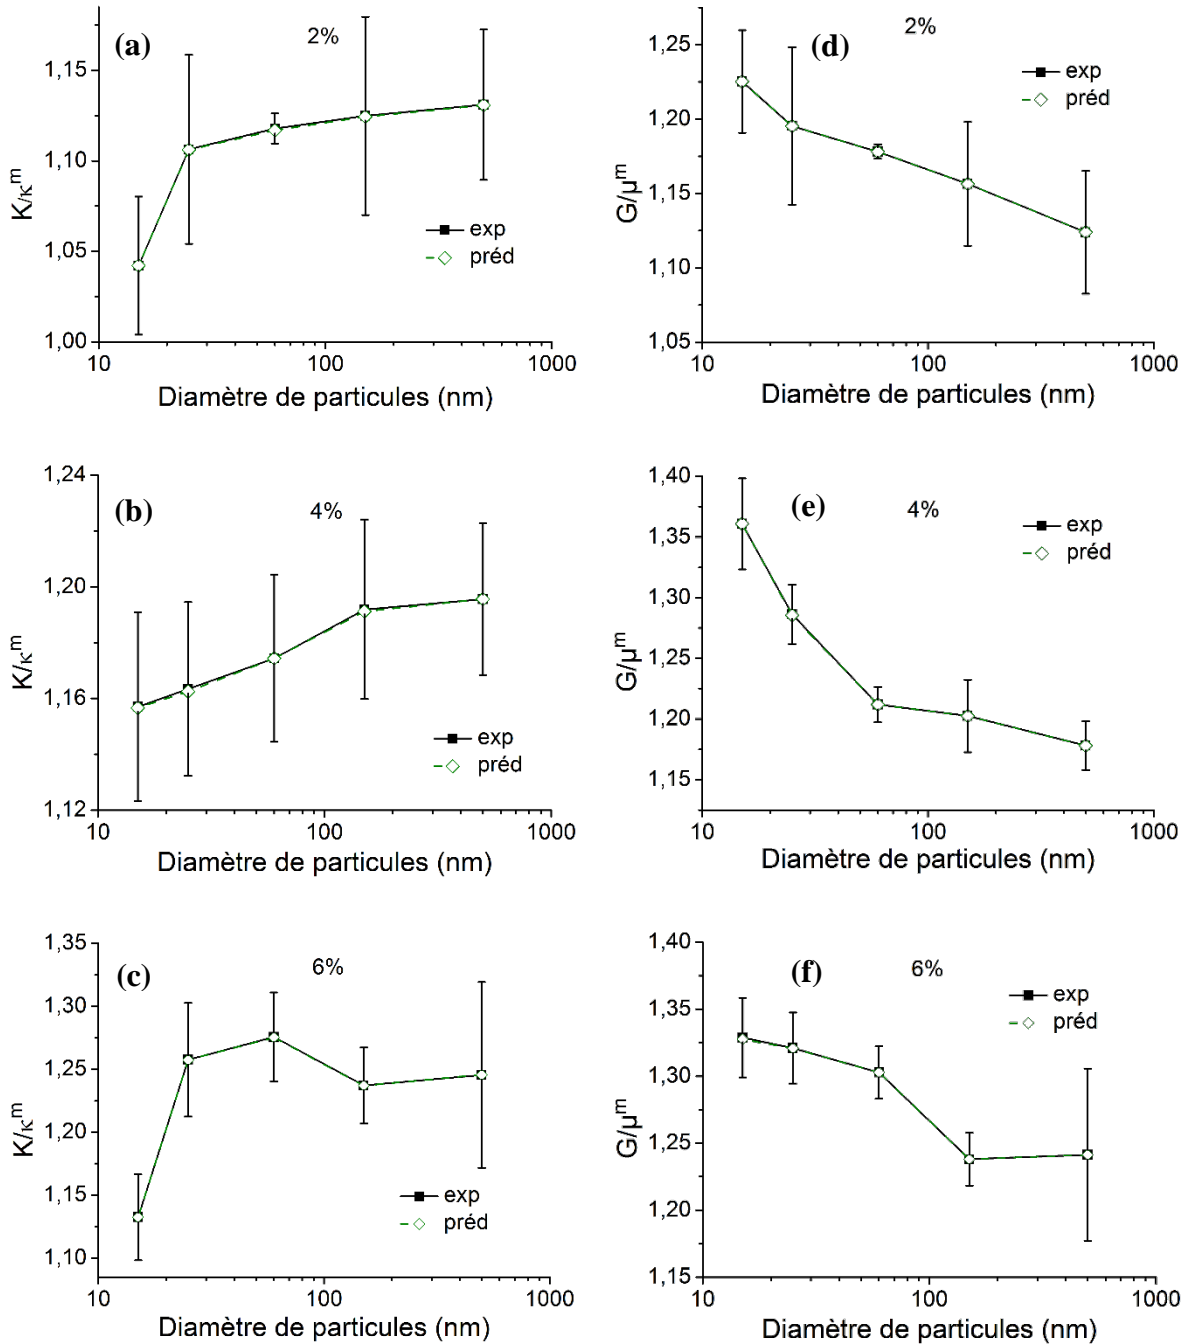 (a)
2%
1,15
1,10
1,05
1,00
K/κᵐ
exp
préd
10
100
1000
Diamètre de particules (nm)
(d)
2%
1,25
1,20
1,15
1,10
1,05
G/µᵐ
exp
préd
10
100
1000
Diamètre de particules (nm)
(b)
4%
1,24
1,20
1,16
1,12
K/κᵐ
exp
préd
10
100
1000
Diamètre de particules (nm)
(e)
4%
1,40
1,35
1,30
1,25
1,20
1,15
G/µᵐ
exp
préd
10
100
1000
Diamètre de particules (nm)
(c)
6%
1,35
1,30
1,25
1,20
1,15
1,10
K/κᵐ
exp
préd
10
100
1000
Diamètre de particules (nm)
(f)
6%
1,40
1,35
1,30
1,25
1,20
1,15
G/µᵐ
exp
préd
10
100
1000
Diamètre de particules (nm)